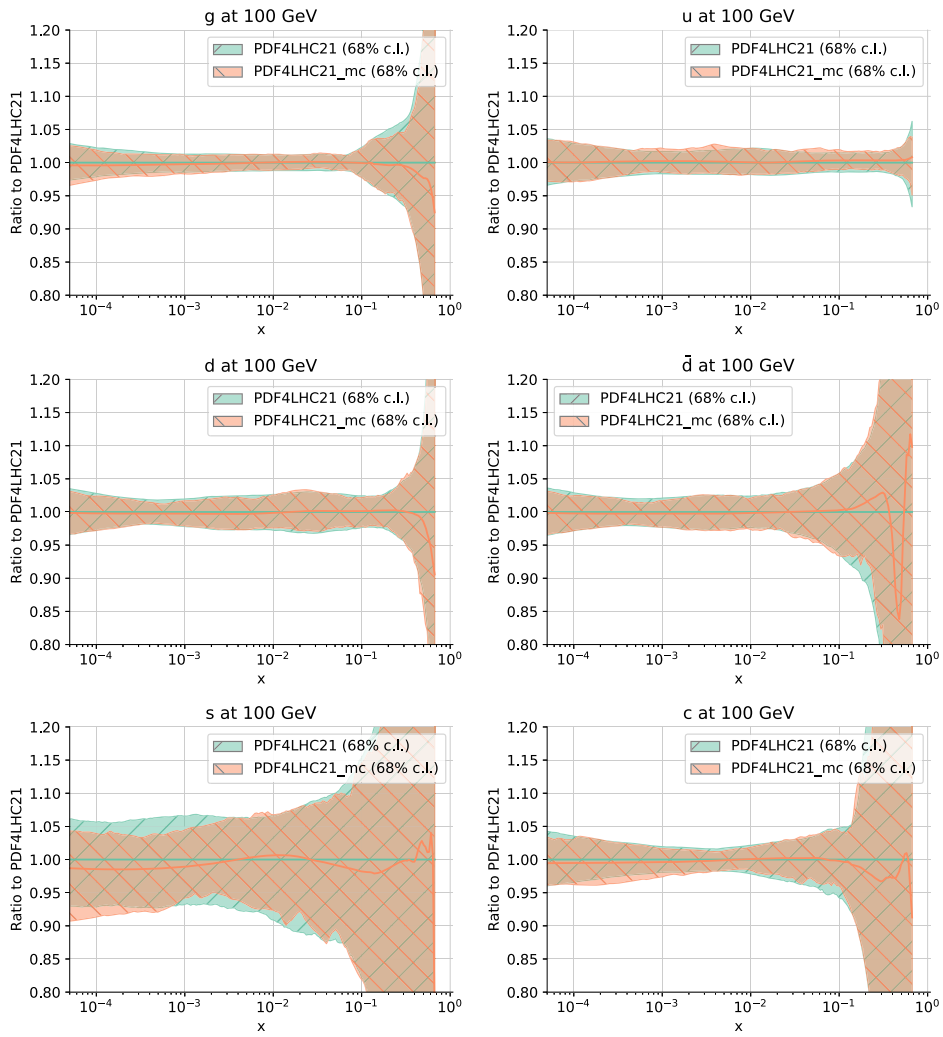 g at 100 GeV
Ratio to PDF4LHC21
1.20
1.15
1.10
1.05
1.00
0.95
0.90
0.85
0.80
PDF4LHC21 (68% c.l.)
PDF4LHC21_mc (68% c.l.)
10⁻⁴ 10⁻³ 10⁻² 10⁻¹ 10⁰
x
u at 100 GeV
Ratio to PDF4LHC21
1.20
1.15
1.10
1.05
1.00
0.95
0.90
0.85
0.80
PDF4LHC21 (68% c.l.)
PDF4LHC21_mc (68% c.l.)
10⁻⁴ 10⁻³ 10⁻² 10⁻¹ 10⁰
x
d at 100 GeV
Ratio to PDF4LHC21
1.20
1.15
1.10
1.05
1.00
0.95
0.90
0.85
0.80
PDF4LHC21 (68% c.l.)
PDF4LHC21_mc (68% c.l.)
10⁻⁴ 10⁻³ 10⁻² 10⁻¹ 10⁰
x
d̄ at 100 GeV
Ratio to PDF4LHC21
1.20
1.15
1.10
1.05
1.00
0.95
0.90
0.85
0.80
PDF4LHC21 (68% c.l.)
PDF4LHC21_mc (68% c.l.)
10⁻⁴ 10⁻³ 10⁻² 10⁻¹ 10⁰
x
s at 100 GeV
Ratio to PDF4LHC21
1.20
1.15
1.10
1.05
1.00
0.95
0.90
0.85
0.80
PDF4LHC21 (68% c.l.)
PDF4LHC21_mc (68% c.l.)
10⁻⁴ 10⁻³ 10⁻² 10⁻¹ 10⁰
x
c at 100 GeV
Ratio to PDF4LHC21
1.20
1.15
1.10
1.05
1.00
0.95
0.90
0.85
0.80
PDF4LHC21 (68% c.l.)
PDF4LHC21_mc (68% c.l.)
10⁻⁴ 10⁻³ 10⁻² 10⁻¹ 10⁰
x